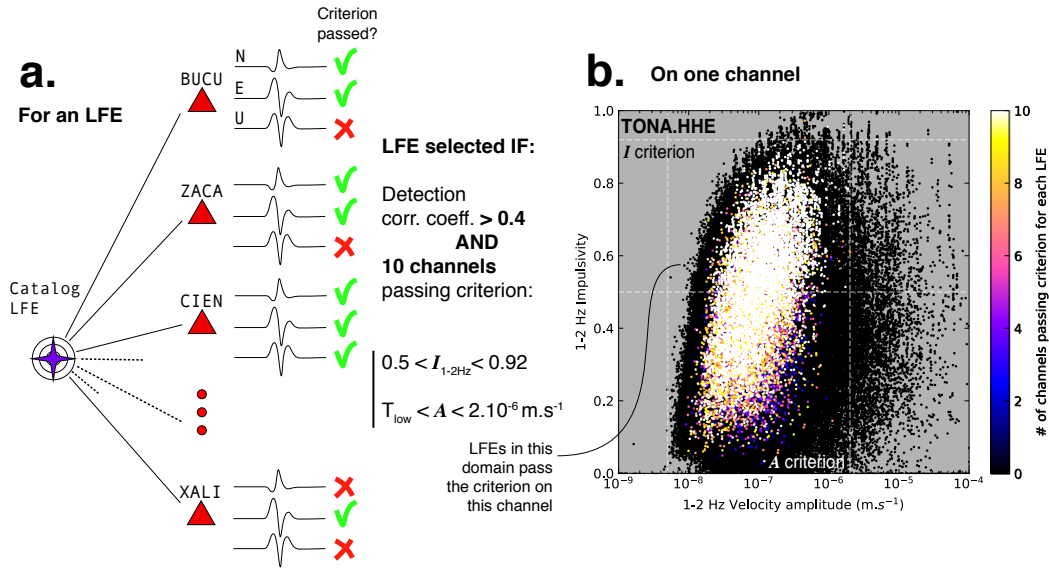 a.
For an LFE
Criterion
passed?
BUCU
N
E
U
ZACA
CIEN
XALI
Catalog
LFE
LFE selected IF:
Detection
corr. coeff. > 0.4
AND
10 channels
passing criterion:
0.5 < I1-2Hz < 0.92
Tlow < A < 2.10-6 m.s-1
LFEs in this
domain pass
the criterion on
this channel
b.
On one channel
TONA.HHE
I criterion
A criterion
1-2 Hz Impulsivity
1.0
0.8
0.6
0.4
0.2
0.0
10-9
10-8
10-7
10-6
10-5
10-4
1-2 Hz Velocity amplitude (m.s−1)
10
8
6
4
2
0
# of channels passing criterion for each LFE